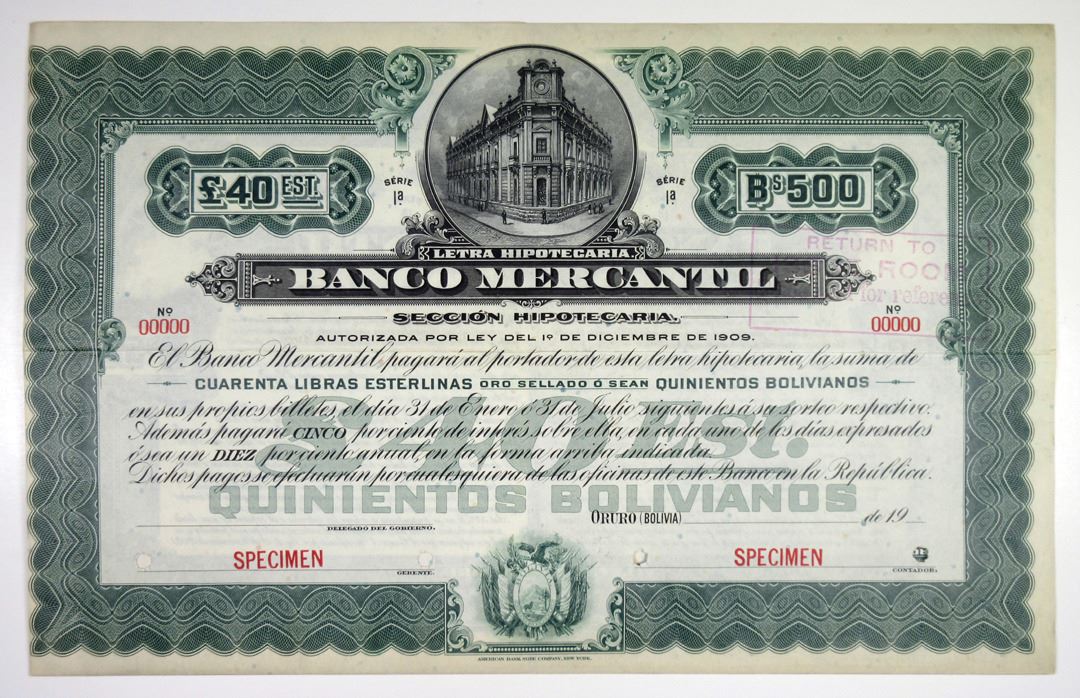 £40 EST.
SÉRIE 1ª
SÉRIE 1ª
Bs 500
LETRA HIPOTECARIA.
BANCO MERCANTIL
SECCIÓN HIPOTECARIA.
RETURN TO
ROOM
for refere
Nº 00000
Nº 00000
AUTORIZADA POR LEY DEL 1º DE DICIEMBRE DE 1909.
El Banco Mercantil, pagará al portador de esta letra hipotecaria, la suma de
CUARENTA LIBRAS ESTERLINAS ORO SELLADO Ó SEAN QUINIENTOS BOLIVIANOS
en sus propios billetes, el día 31 de Enero ó 31 de Julio siguientes á su sorteo respectivo.
Además pagará CINCO por ciento de interés sobre ella, en cada uno de los días expresados
ó sea un DIEZ por ciento anual, en la forma arriba indicada.
Dichos pagos se efectuarán por cualesquiera de las oficinas de este Banco en la República.
£40 Est.
QUINIENTOS BOLIVIANOS
ORURO (BOLIVIA) de 19
DELEGADO DEL GOBIERNO.
SPECIMEN
SPECIMEN
GERENTE.
CONTADOR.
AMERICAN BANK NOTE COMPANY, NEW YORK.